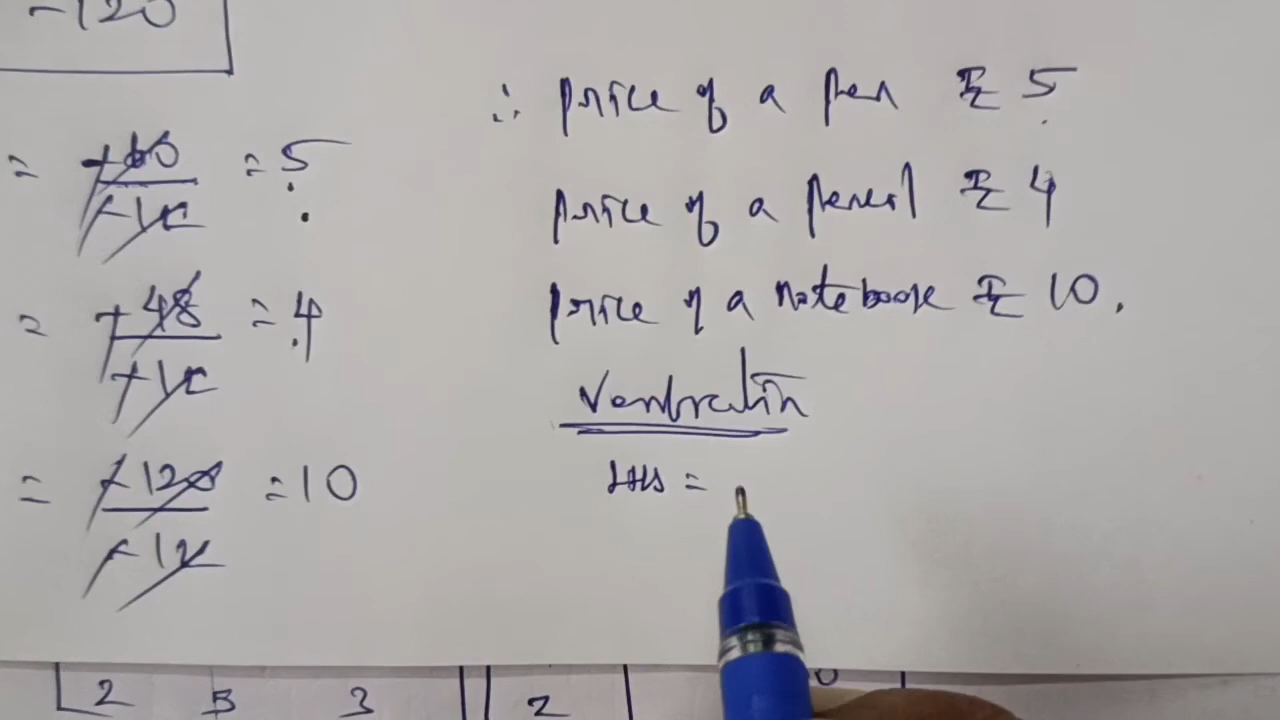 -120
= -60/-12 = 5
= -48/-12 = 4
= -120/-12 = 10
∴ price of a pen ₹ 5
price of a pencil ₹ 4
price of a notebook ₹ 10.
Verification
LHS =
2 5 3 2